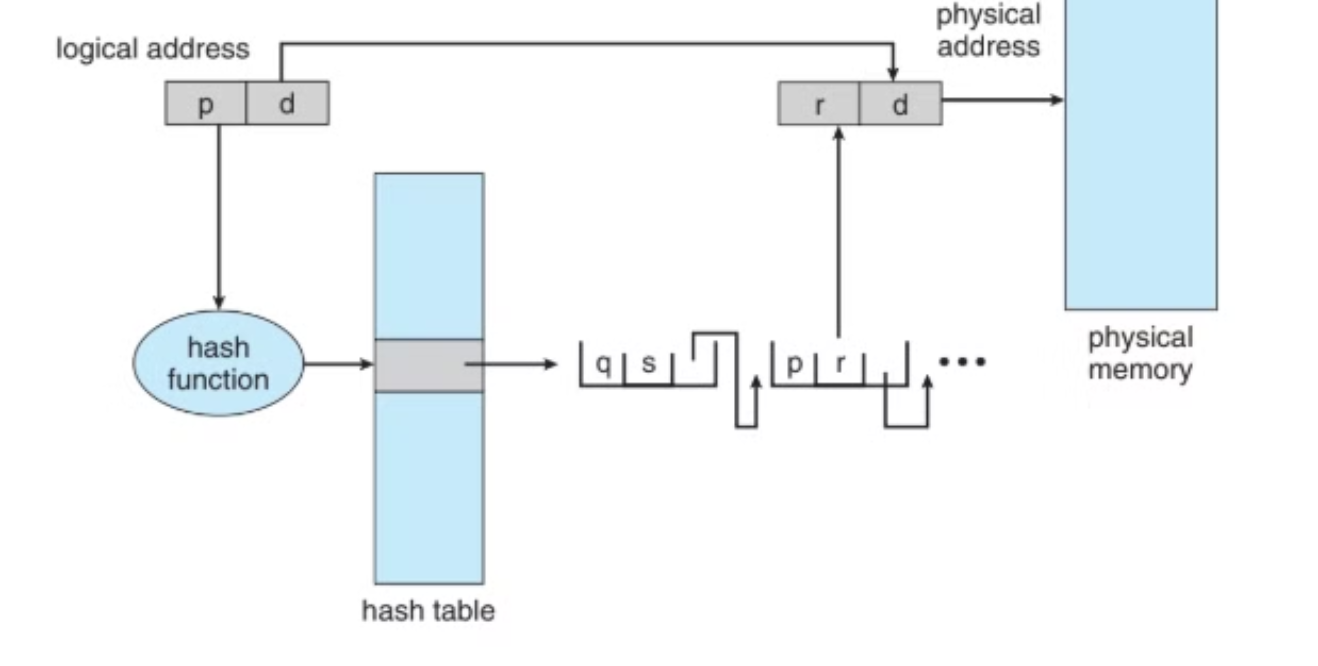 physical
address
logical address
p d
r d
hash
function
q s
p r
•••
physical
memory
hash table